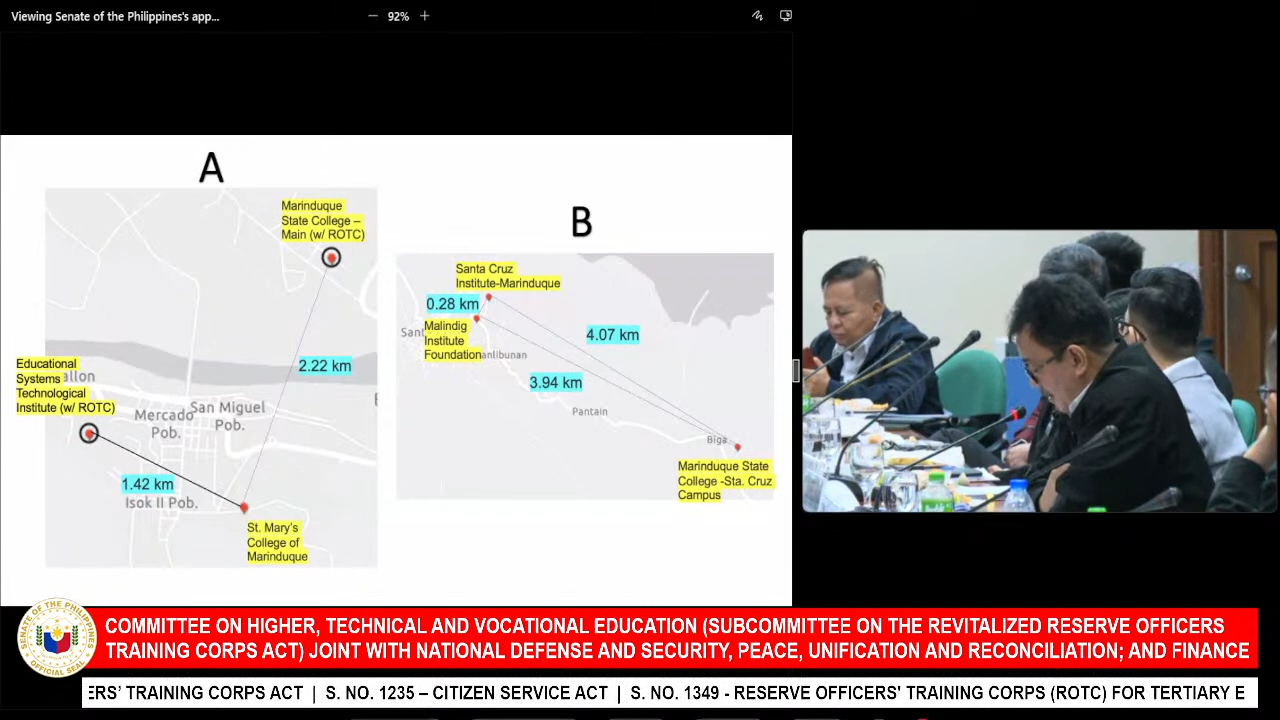 Viewing Senate of the Philippines's app...
92%
A
Marinduque
State College –
Main (w/ ROTC)
2.22 km
Educational
Systems
Technological
Institute (w/ ROTC)
Mercado
Pob.
San Miguel
Pob.
1.42 km
Isok II Pob.
St. Mary's
College of
Marinduque
B
Santa Cruz
Institute-Marinduque
0.28 km
Malindig
Institute
Foundation
4.07 km
3.94 km
Pantain
Biga
Marinduque State
College -Sta. Cruz
Campus
SENATE OF THE PHILIPPINES
OFFICIAL SEAL
COMMITTEE ON HIGHER, TECHNICAL AND VOCATIONAL EDUCATION (SUBCOMMITTEE ON THE REVITALIZED RESERVE OFFICERS
TRAINING CORPS ACT) JOINT WITH NATIONAL DEFENSE AND SECURITY, PEACE, UNIFICATION AND RECONCILIATION; AND FINANCE
ERS' TRAINING CORPS ACT | S. NO. 1235 – CITIZEN SERVICE ACT | S. NO. 1349 - RESERVE OFFICERS' TRAINING CORPS (ROTC) FOR TERTIARY E